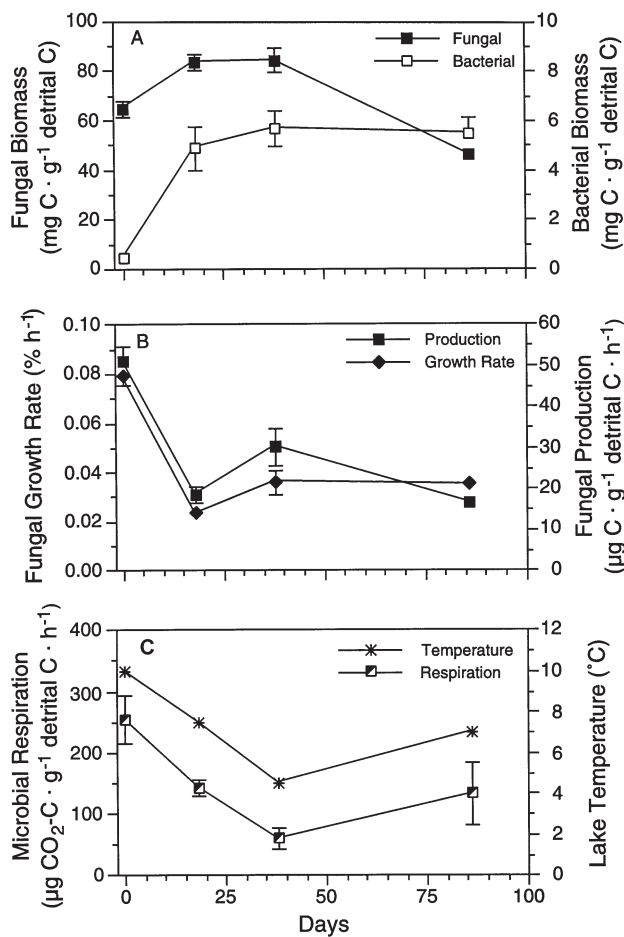 A
Fungal
Bacterial
100
80
60
40
20
0
10
8
6
4
2
0
Fungal Biomass
(mg C · g-1 detrital C)
Bacterial Biomass
(mg C · g-1 detrital C)
B
Production
Growth Rate
0.10
0.08
0.06
0.04
0.02
0.00
60
50
40
30
20
10
0
Fungal Growth Rate (% h-1)
Fungal Production
(µg C · g-1 detrital C · h-1)
C
Temperature
Respiration
400
300
200
100
0
12
10
8
6
4
2
0
Microbial Respiration
(µg CO2-C · g-1 detrital C · h-1)
Lake Temperature (˚C)
0 25 50 75 100
Days